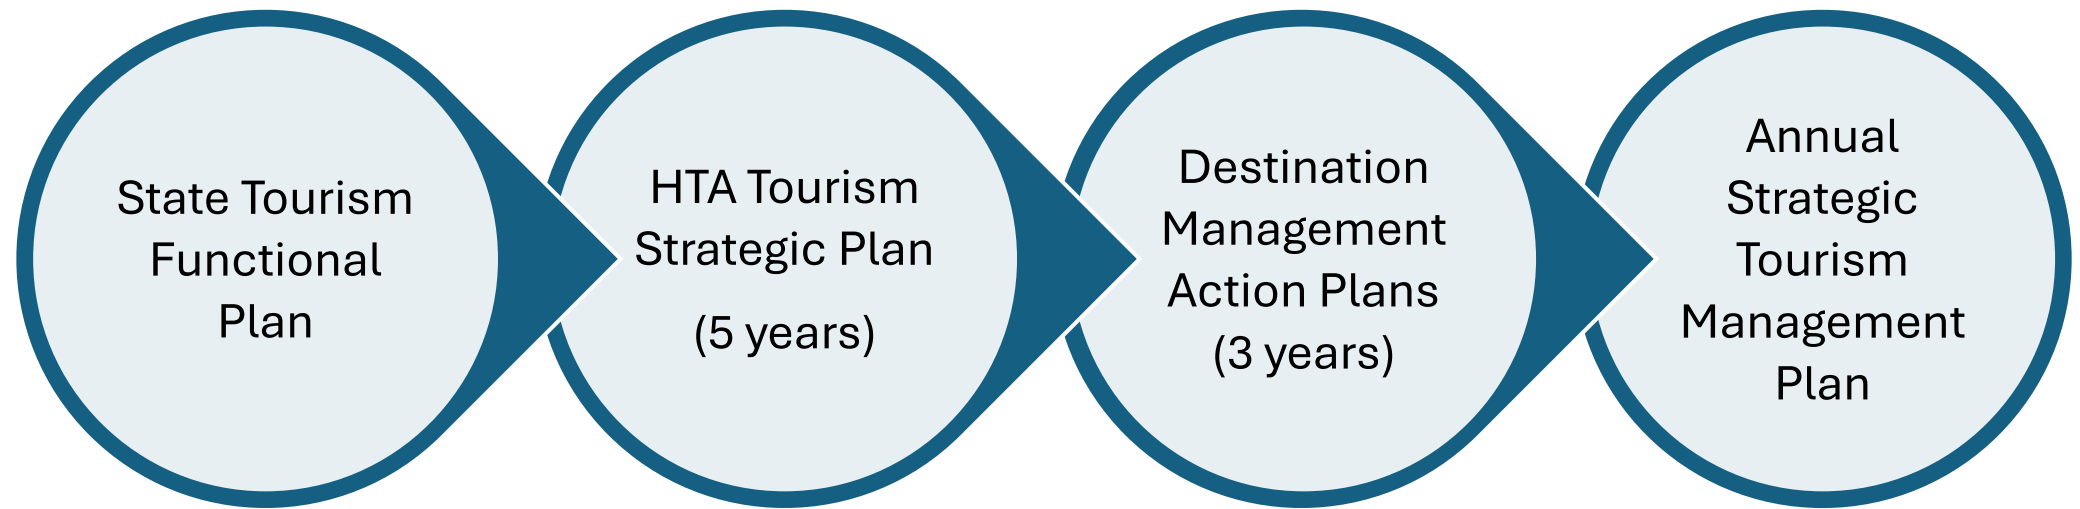 State Tourism
Functional
Plan
HTA Tourism
Strategic Plan
(5 years)
Destination
Management
Action Plans
(3 years)
Annual
Strategic
Tourism
Management
Plan